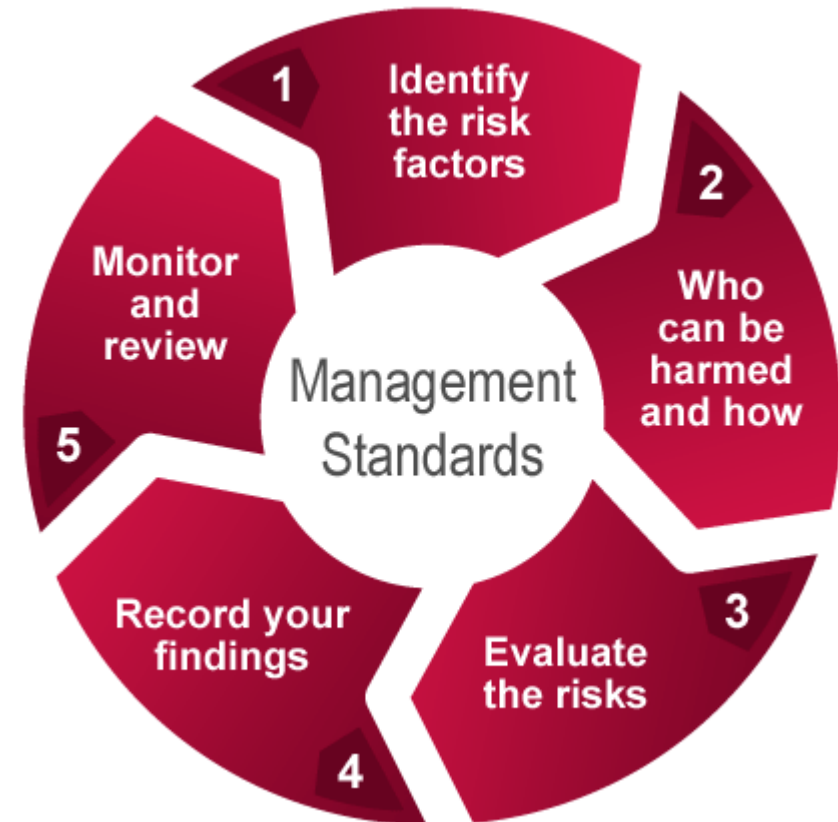 1
Identify
the risk
factors
2
Who
can be
harmed
and how
3
Evaluate
the risks
4
Record your
findings
5
Monitor
and
review
Management
Standards